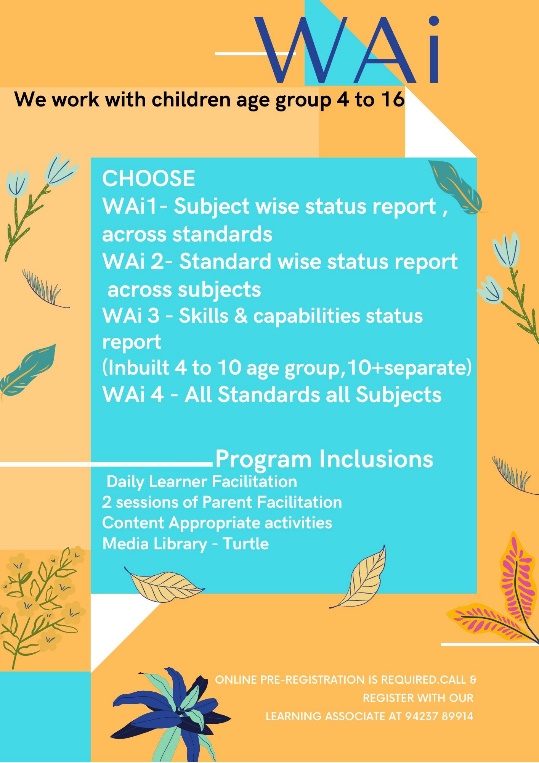 WAi
We work with children age group 4 to 16
CHOOSE
WAi1- Subject wise status report ,
across standards
WAi 2- Standard wise status report
across subjects
WAi 3 - Skills & capabilities status
report
(Inbuilt 4 to 10 age group,10+separate)
WAi 4 - All Standards all Subjects
Program Inclusions
Daily Learner Facilitation
2 sessions of Parent Facilitation
Content Appropriate activities
Media Library - Turtle
ONLINE PRE-REGISTRATION IS REQUIRED.CALL &
REGISTER WITH OUR
LEARNING ASSOCIATE AT 94237 89914